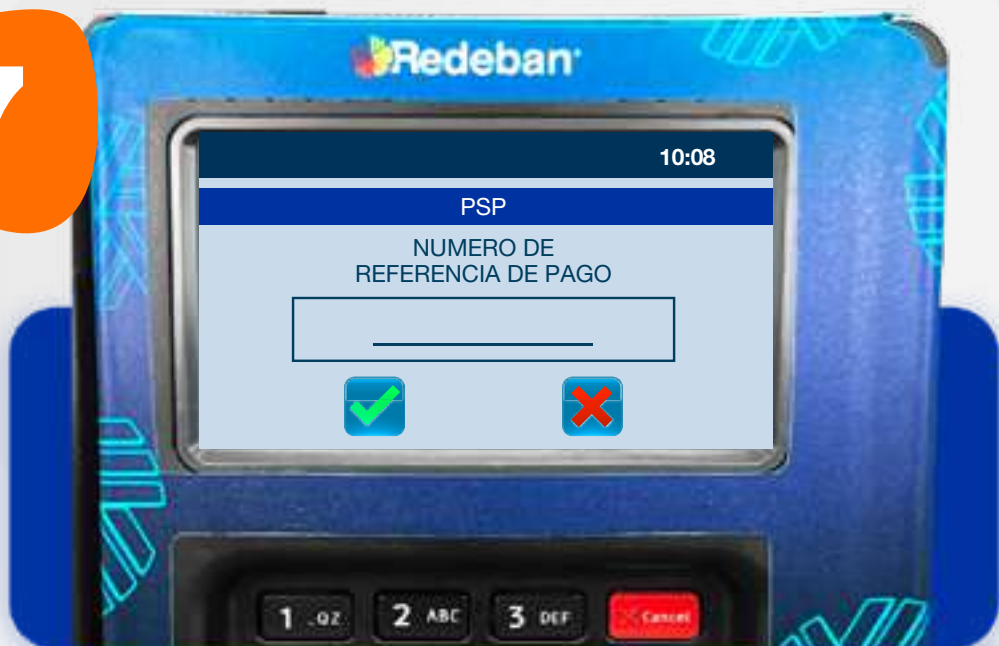 Redeban
10:08
PSP
NUMERO DE
REFERENCIA DE PAGO
1 .QZ 2 ABC 3 DEF Cancel